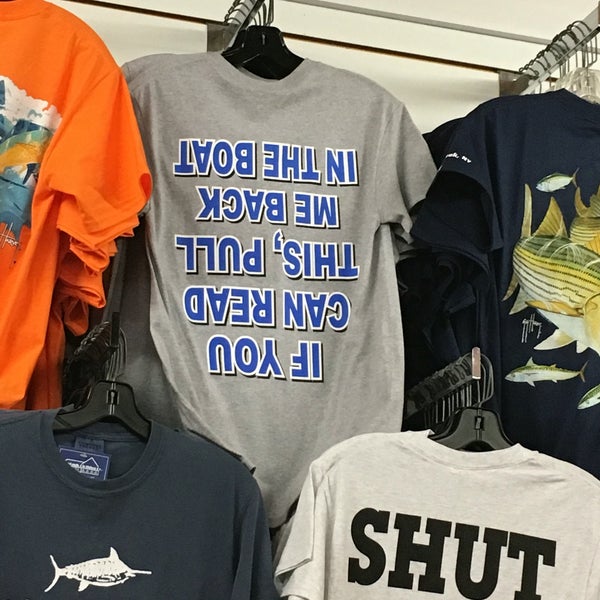 IF YOU
CAN READ
THIS, PULL
ME BACK
IN THE BOAT
SHUT